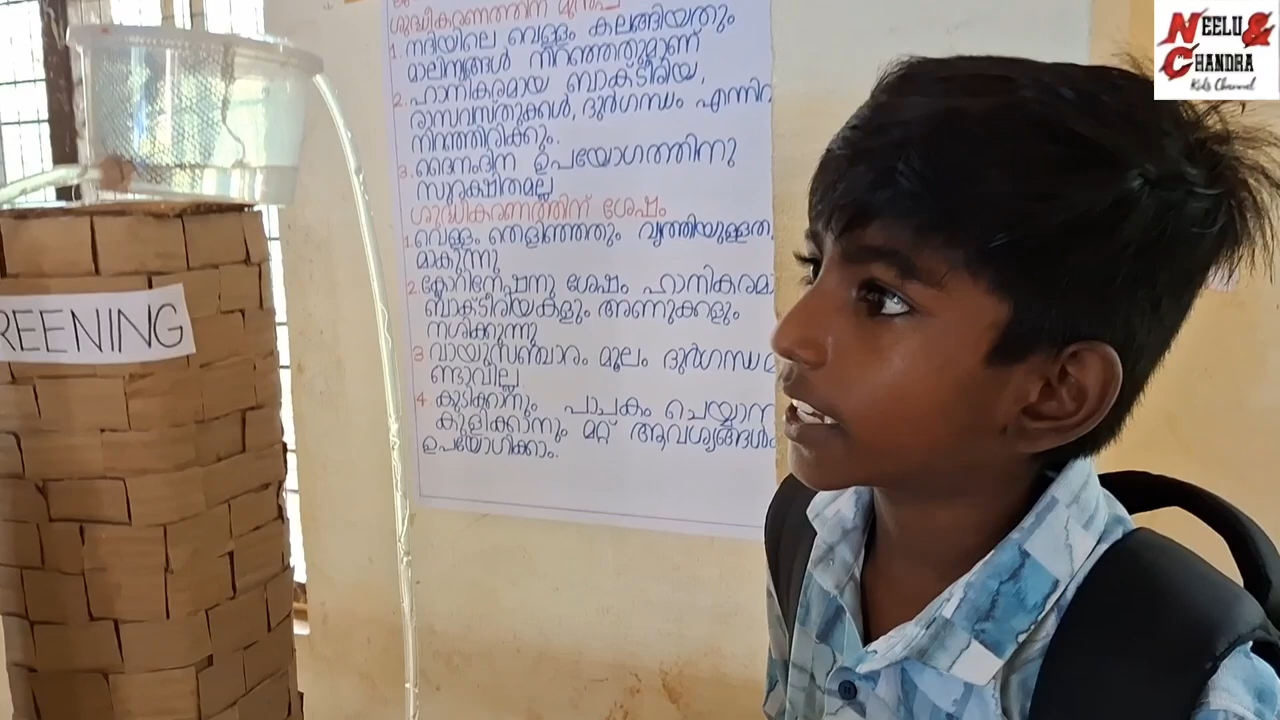 NEELU &
CHANDRA
Kids Channel
REENING
ശുദ്ധീകരണത്തിന് മുൻപ്
1. നദിയിലെ വെള്ളം കലങ്ങിയതും
മാലിന്യങ്ങൾ നിറഞ്ഞതുമാണ്
2. ഹാനികരമായ ബാക്ടീരിയ,
രാസവസ്തുക്കൾ, ദുർഗന്ധം എന്നിവ
നിറഞ്ഞിരിക്കും.
3. ദൈനംദിന ഉപയോഗത്തിനു
സുരക്ഷിതമല്ല
ശുദ്ധീകരണത്തിന് ശേഷം
1. വെള്ളം തെളിഞ്ഞതും വൃത്തിയുള്ളതു
മാകുന്നു
2. ക്ലോറിനേഷനു ശേഷം ഹാനികരമാ
ബാക്ടീരിയകളും അണുക്കളും
നശിക്കുന്നു
3 വായുസഞ്ചാരം മൂലം ദുർഗന്ധമ
ണ്ടാവില്ല
4. കുടിക്കാനും പാചകം ചെയ്യാന
കുളിക്കാനും മറ്റ് ആവശ്യങ്ങൾക
ഉപയോഗിക്കാം.